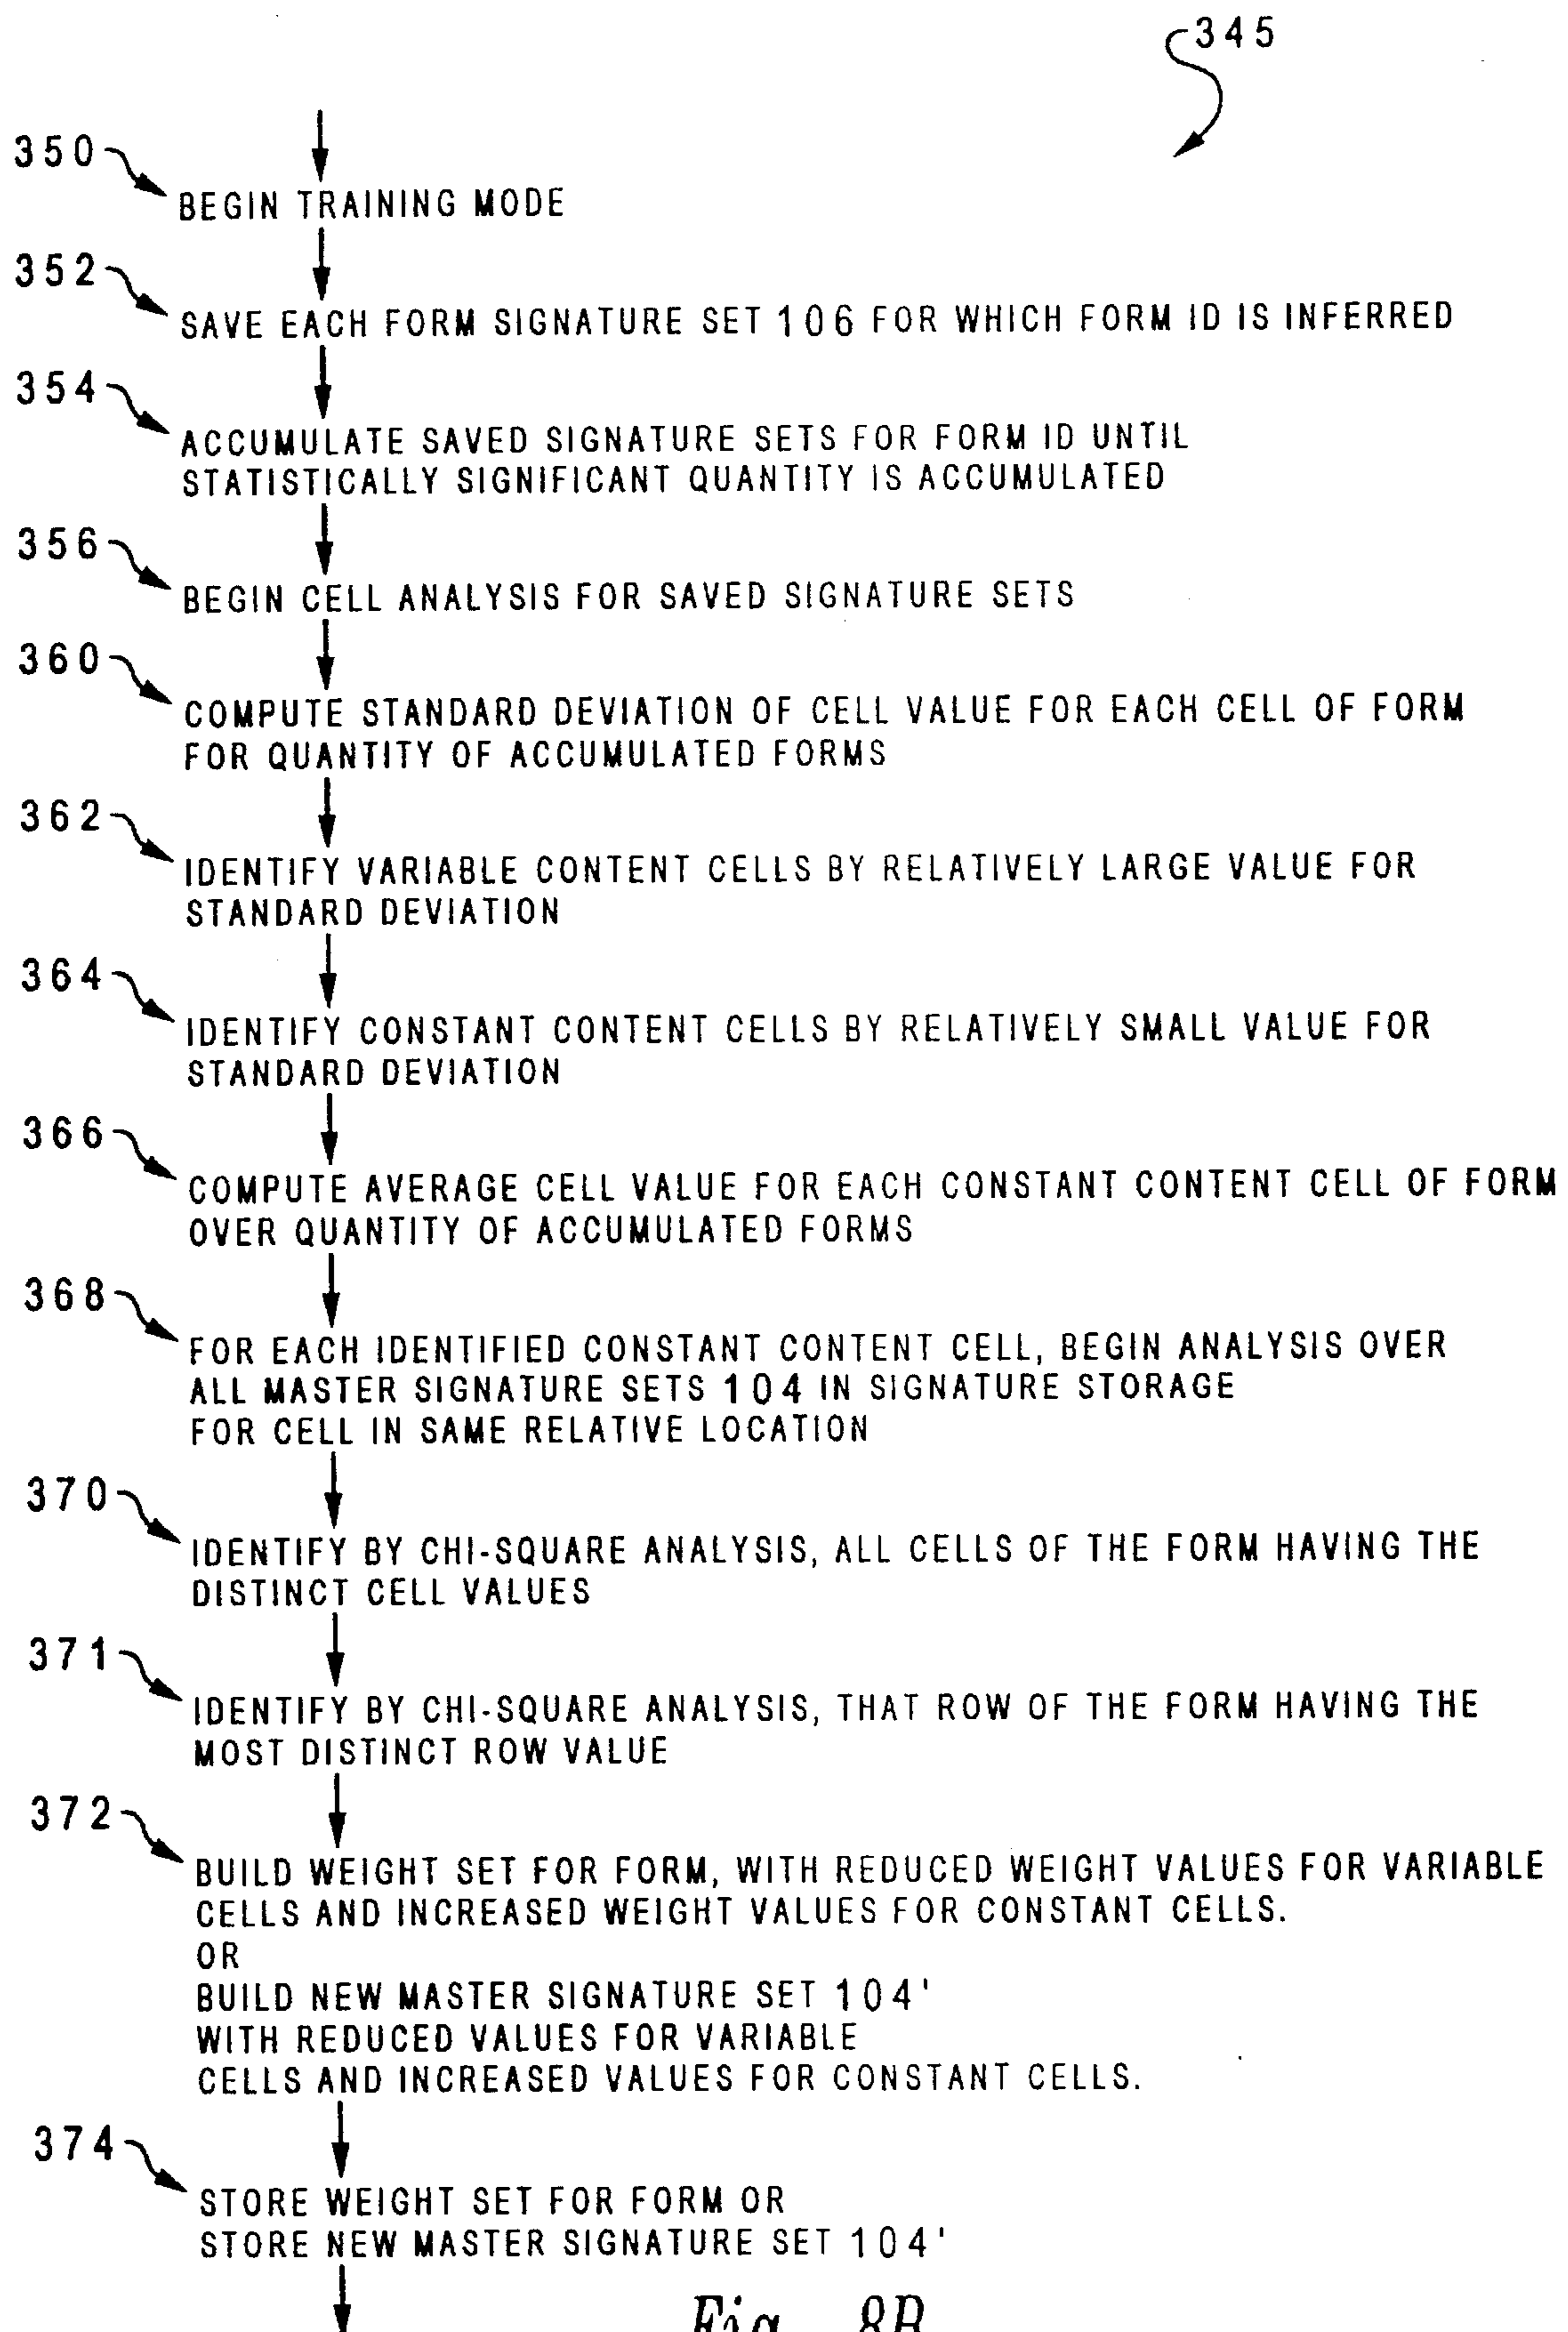 345
350
BEGIN TRAINING MODE
352
SAVE EACH FORM SIGNATURE SET 106 FOR WHICH FORM ID IS INFERRED
354
ACCUMULATE SAVED SIGNATURE SETS FOR FORM ID UNTIL
STATISTICALLY SIGNIFICANT QUANTITY IS ACCUMULATED
356
BEGIN CELL ANALYSIS FOR SAVED SIGNATURE SETS
360
COMPUTE STANDARD DEVIATION OF CELL VALUE FOR EACH CELL OF FORM
FOR QUANTITY OF ACCUMULATED FORMS
362
IDENTIFY VARIABLE CONTENT CELLS BY RELATIVELY LARGE VALUE FOR
STANDARD DEVIATION
364
IDENTIFY CONSTANT CONTENT CELLS BY RELATIVELY SMALL VALUE FOR
STANDARD DEVIATION
366
COMPUTE AVERAGE CELL VALUE FOR EACH CONSTANT CONTENT CELL OF FORM
OVER QUANTITY OF ACCUMULATED FORMS
368
FOR EACH IDENTIFIED CONSTANT CONTENT CELL, BEGIN ANALYSIS OVER
ALL MASTER SIGNATURE SETS 104 IN SIGNATURE STORAGE
FOR CELL IN SAME RELATIVE LOCATION
370
IDENTIFY BY CHI-SQUARE ANALYSIS, ALL CELLS OF THE FORM HAVING THE
DISTINCT CELL VALUES
371
IDENTIFY BY CHI-SQUARE ANALYSIS, THAT ROW OF THE FORM HAVING THE
MOST DISTINCT ROW VALUE
372
BUILD WEIGHT SET FOR FORM, WITH REDUCED WEIGHT VALUES FOR VARIABLE
CELLS AND INCREASED WEIGHT VALUES FOR CONSTANT CELLS.
OR
BUILD NEW MASTER SIGNATURE SET 104'
WITH REDUCED VALUES FOR VARIABLE
CELLS AND INCREASED VALUES FOR CONSTANT CELLS.
374
STORE WEIGHT SET FOR FORM OR
STORE NEW MASTER SIGNATURE SET 104'
Fig. 8B